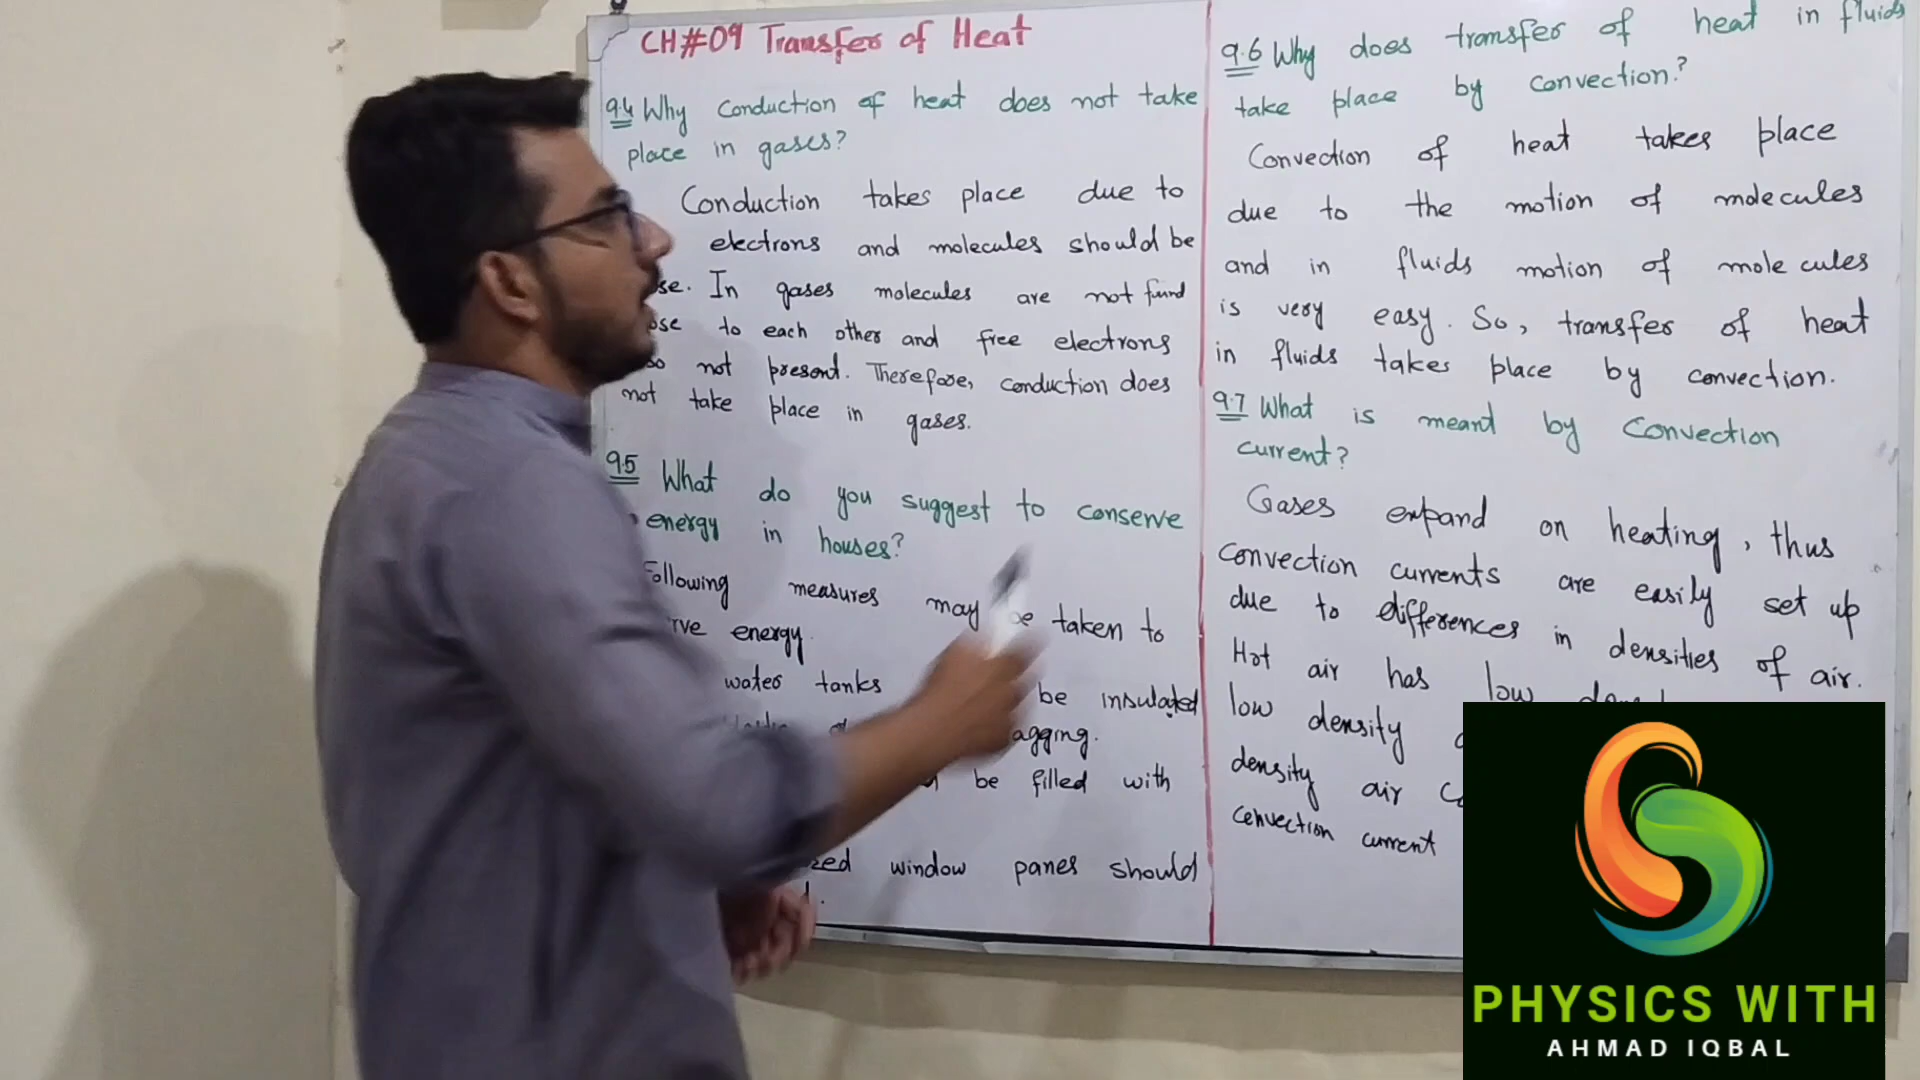 CH#09 Transfer of Heat
9.4 Why conduction of heat does not take
place in gases?
Conduction takes place due to
electrons and molecules should be
se. In gases molecules are not found
ose to each other and free electrons
so not present. Therefore, conduction does
not take place in gases.
9.5 What do you suggest to conserve
energy in houses?
Following measures may be taken to
rve energy.
water tanks be insulated
agging.
be filled with
zed window panes should
9.6 Why does transfer of heat in fluids
take place by convection?
Convection of heat takes place
due to the motion of molecules
and in fluids motion of molecules
is very easy. So, transfer of heat
in fluids takes place by convection.
9.7 What is meant by Convection
current?
Gases expand on heating, thus
convection currents are easily set up
due to differences in densities of air.
Hot air has low
low density
density air
convection current
PHYSICS WITH
AHMAD IQBAL